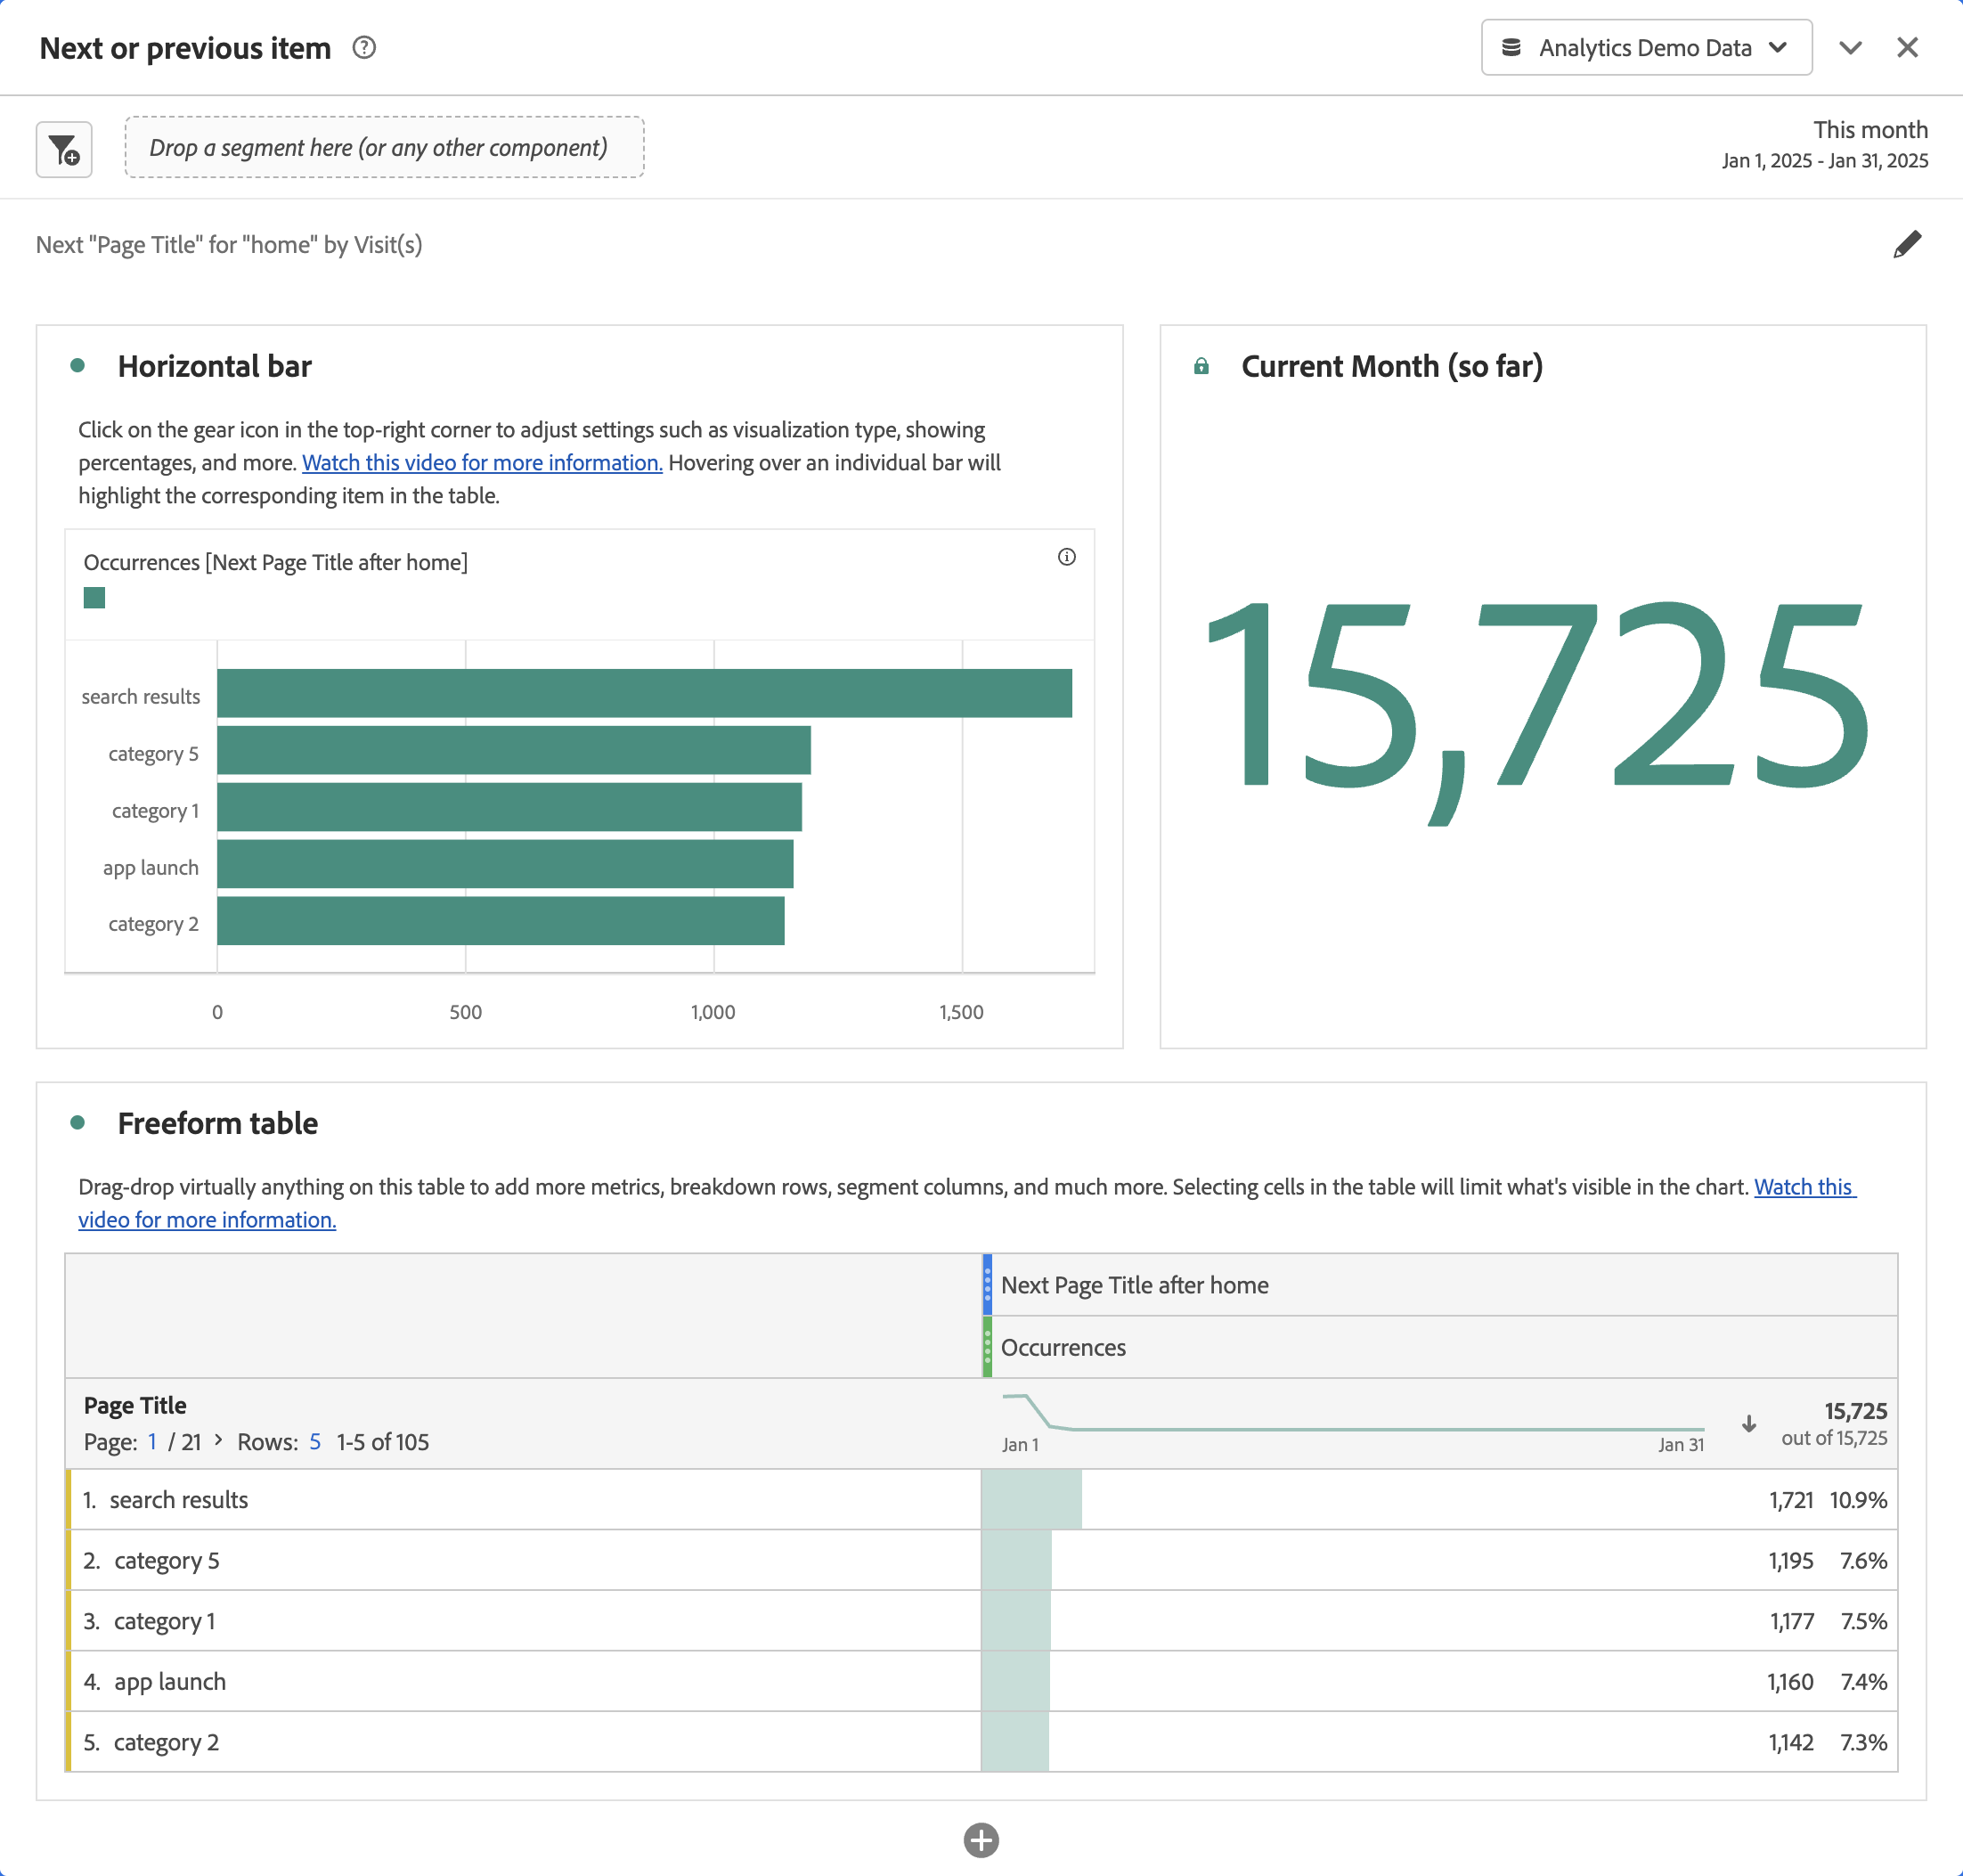 Next or previous item
Analytics Demo Data
Drop a segment here (or any other component)
This month
Jan 1, 2025 - Jan 31, 2025
Next "Page Title" for "home" by Visit(s)
Horizontal bar
Click on the gear icon in the top-right corner to adjust settings such as visualization type, showing
percentages, and more. Watch this video for more information. Hovering over an individual bar will
highlight the corresponding item in the table.
Occurrences [Next Page Title after home]
search results
category 5
category 1
app launch
category 2
0 500 1,000 1,500
Current Month (so far)
15,725
Freeform table
Drag-drop virtually anything on this table to add more metrics, breakdown rows, segment columns, and much more. Selecting cells in the table will limit what's visible in the chart. Watch this
video for more information.
Next Page Title after home
Occurrences
Page Title
Page: 1 / 21 > Rows: 5 1-5 of 105
Jan 1
Jan 31
15,725
out of 15,725
1. search results 1,721 10.9%
2. category 5 1,195 7.6%
3. category 1 1,177 7.5%
4. app launch 1,160 7.4%
5. category 2 1,142 7.3%